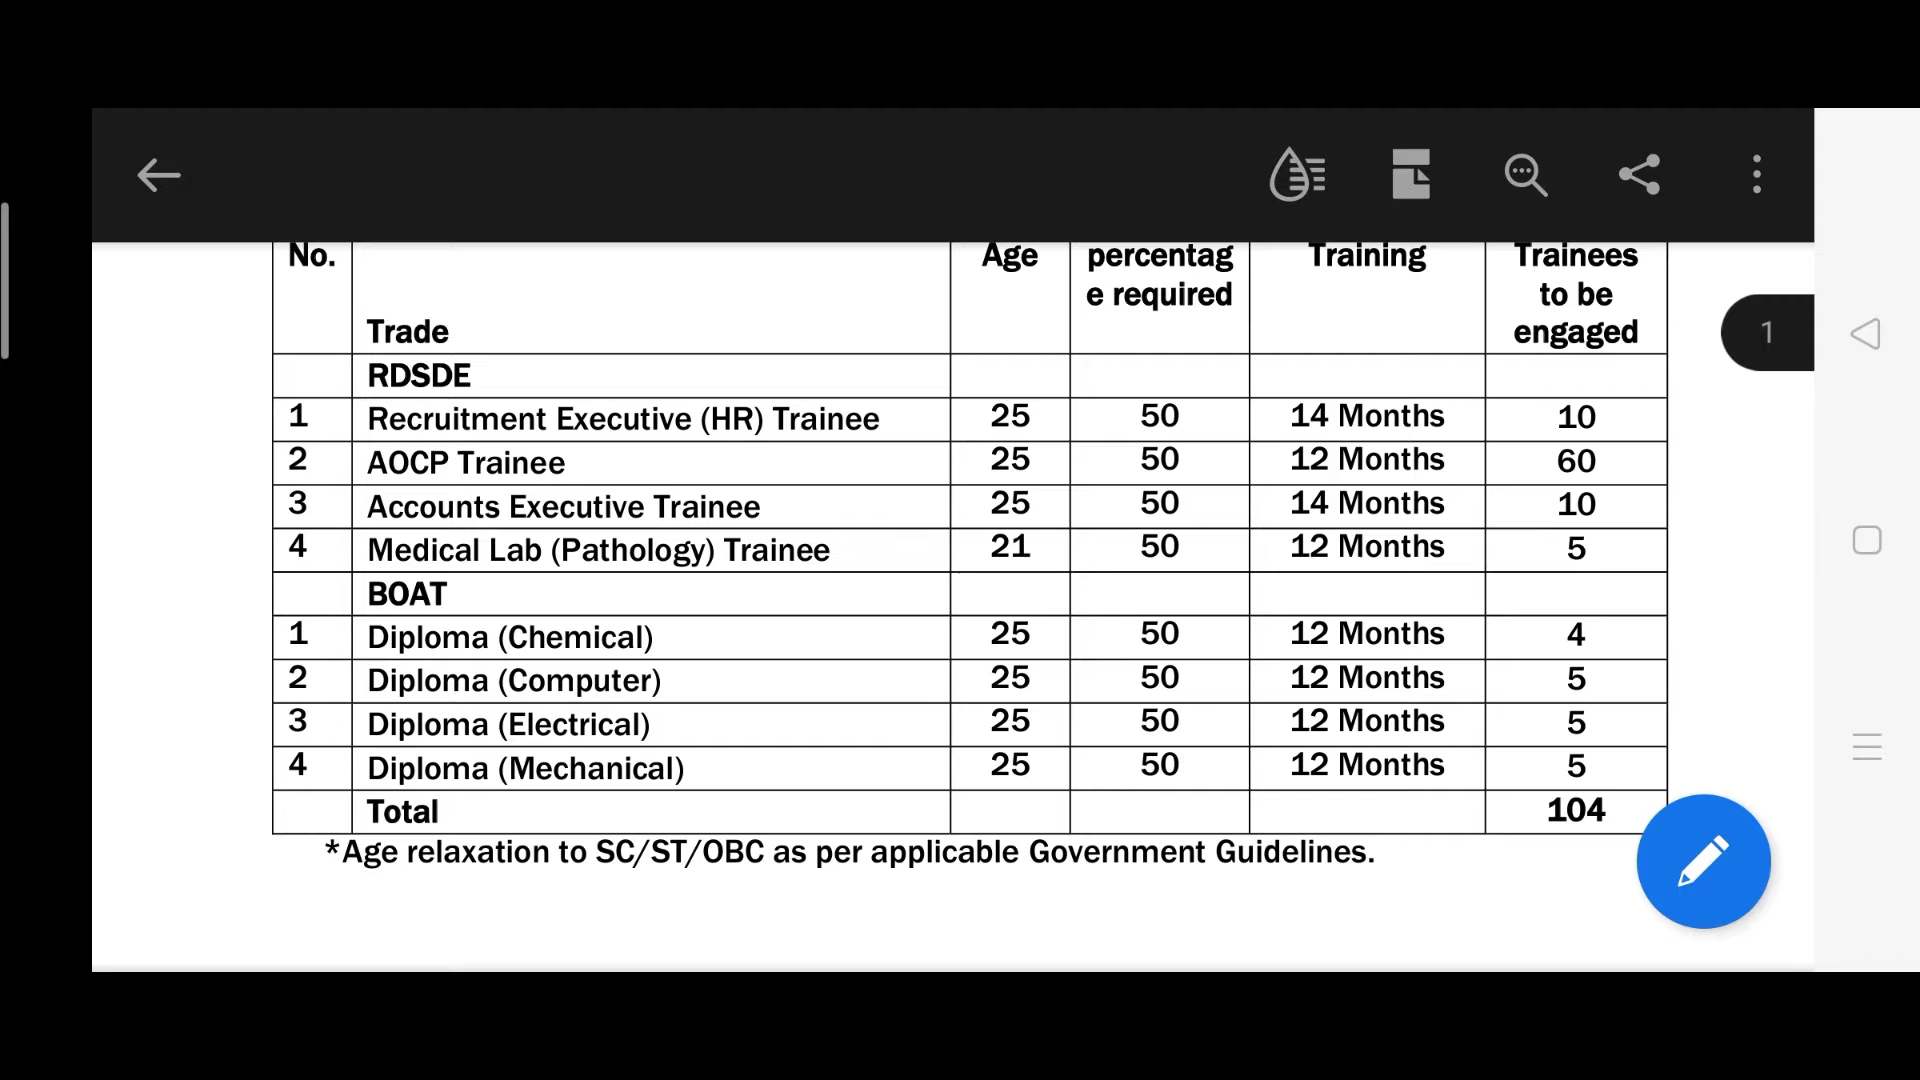 No. Trade Age percentag e required Training Trainees to be engaged
RDSDE
1 Recruitment Executive (HR) Trainee 25 50 14 Months 10
2 AOCP Trainee 25 50 12 Months 60
3 Accounts Executive Trainee 25 50 14 Months 10
4 Medical Lab (Pathology) Trainee 21 50 12 Months 5
BOAT
1 Diploma (Chemical) 25 50 12 Months 4
2 Diploma (Computer) 25 50 12 Months 5
3 Diploma (Electrical) 25 50 12 Months 5
4 Diploma (Mechanical) 25 50 12 Months 5
Total 104
*Age relaxation to SC/ST/OBC as per applicable Government Guidelines.
1